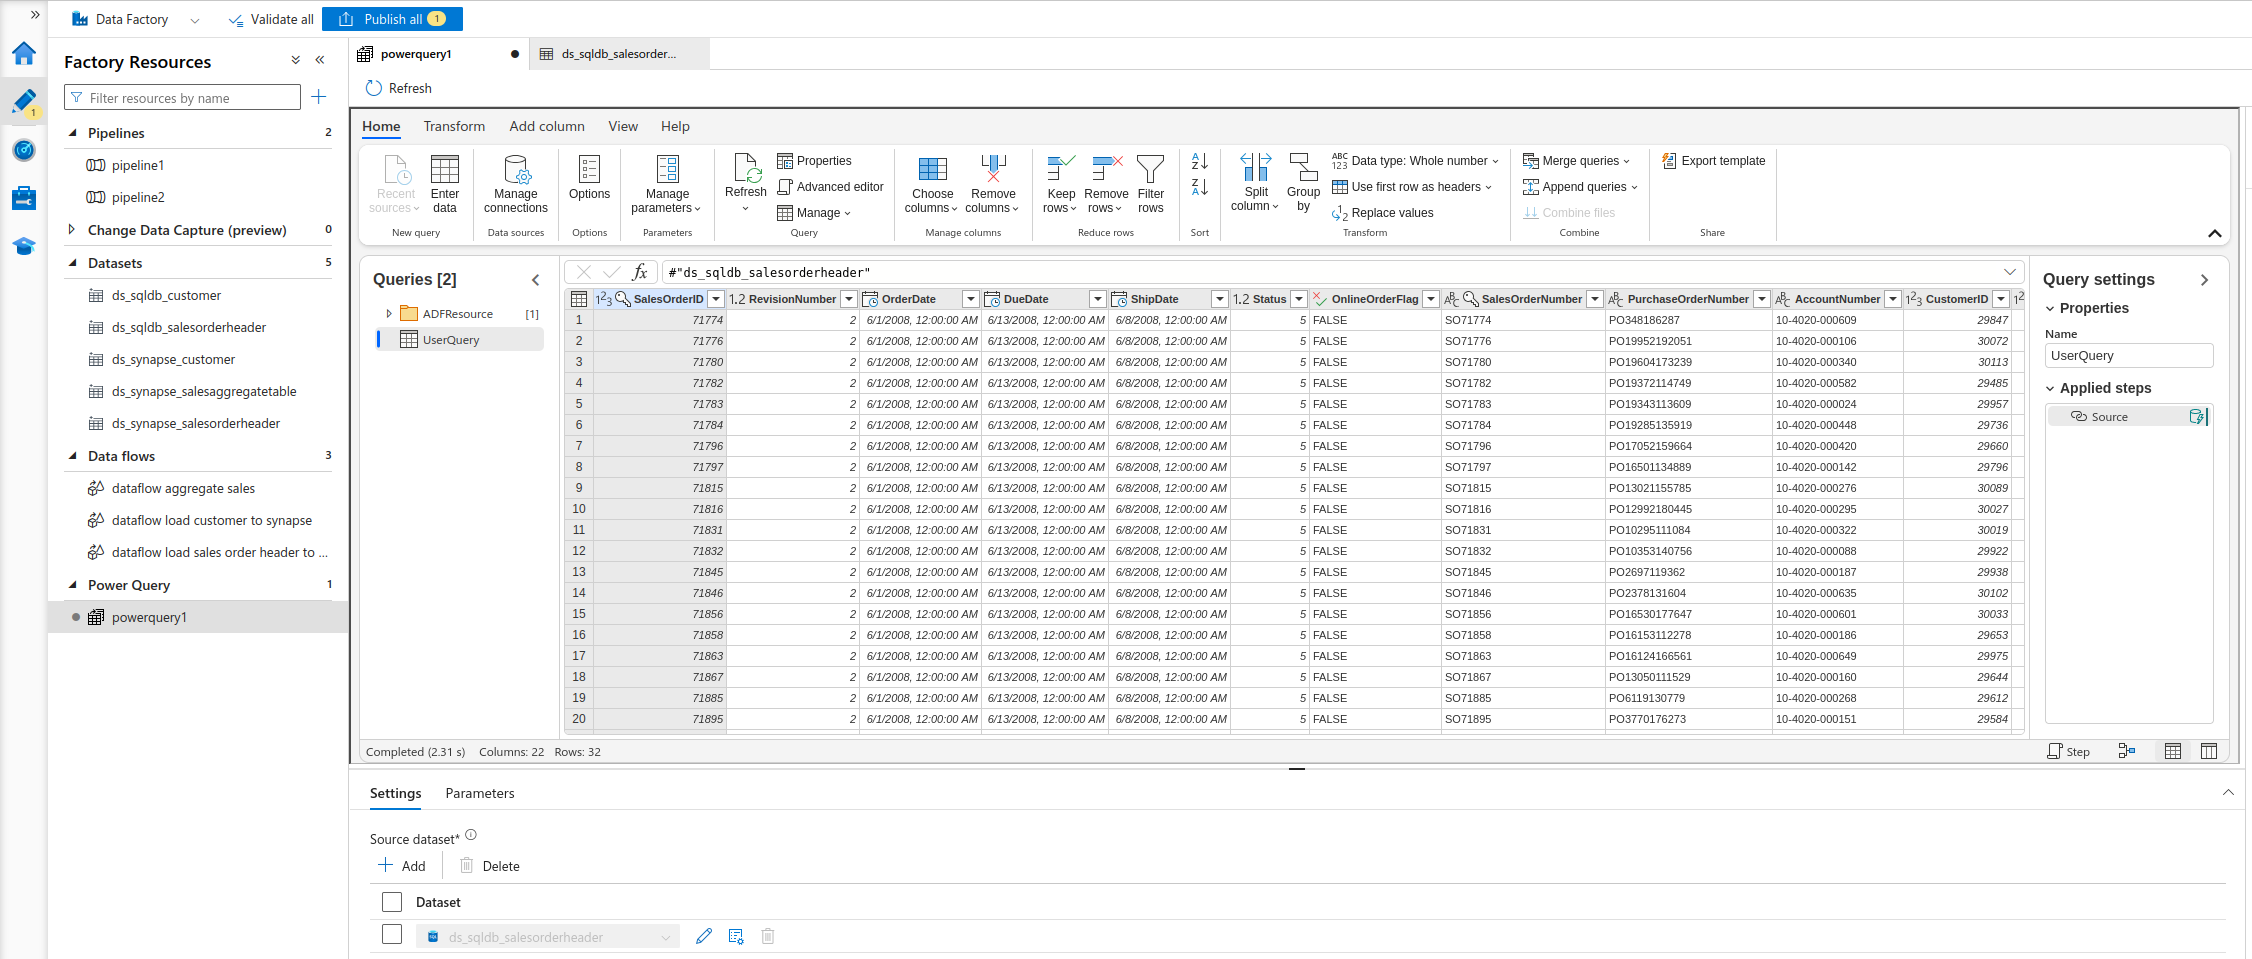 Data Factory
Validate all
Publish all 1
Factory Resources
Filter resources by name
1
Pipelines 2
pipeline1
pipeline2
Change Data Capture (preview) 0
Datasets 5
ds_sqldb_customer
ds_sqldb_salesorderheader
ds_synapse_customer
ds_synapse_salesaggregatetable
ds_synapse_salesorderheader
Data flows 3
dataflow aggregate sales
dataflow load customer to synapse
dataflow load sales order header to ...
Power Query 1
powerquery1
powerquery1
ds_sqldb_salesorder...
Refresh
Home Transform Add column View Help
Recent sources
Enter data
New query
Manage connections
Data sources
Options
Options
Manage parameters
Parameters
Refresh
Properties
Advanced editor
Manage
Query
Choose columns
Remove columns
Manage columns
Keep rows
Remove rows
Filter rows
Reduce rows
A Z
Z A
Sort
Split column
Group by
ABC 123 Data type: Whole number
Use first row as headers
1 2 Replace values
Transform
Merge queries
Append queries
Combine files
Combine
Export template
Share
Queries [2]
ADFResource [1]
UserQuery
fx #"ds_sqldb_salesorderheader"
1 2 3 SalesOrderID 1.2 RevisionNumber OrderDate DueDate ShipDate 1.2 Status OnlineOrderFlag ABC SalesOrderNumber ABC PurchaseOrderNumber ABC AccountNumber 1 2 3 CustomerID 1 2
1 71774 2 6/1/2008, 12:00:00 AM 6/13/2008, 12:00:00 AM 6/8/2008, 12:00:00 AM 5 FALSE SO71774 PO348186287 10-4020-000609 29847
2 71776 2 6/1/2008, 12:00:00 AM 6/13/2008, 12:00:00 AM 6/8/2008, 12:00:00 AM 5 FALSE SO71776 PO19952192051 10-4020-000106 30072
3 71780 2 6/1/2008, 12:00:00 AM 6/13/2008, 12:00:00 AM 6/8/2008, 12:00:00 AM 5 FALSE SO71780 PO19604173239 10-4020-000340 30113
4 71782 2 6/1/2008, 12:00:00 AM 6/13/2008, 12:00:00 AM 6/8/2008, 12:00:00 AM 5 FALSE SO71782 PO19372114749 10-4020-000582 29485
5 71783 2 6/1/2008, 12:00:00 AM 6/13/2008, 12:00:00 AM 6/8/2008, 12:00:00 AM 5 FALSE SO71783 PO19343113609 10-4020-000024 29957
6 71784 2 6/1/2008, 12:00:00 AM 6/13/2008, 12:00:00 AM 6/8/2008, 12:00:00 AM 5 FALSE SO71784 PO19285135919 10-4020-000448 29736
7 71796 2 6/1/2008, 12:00:00 AM 6/13/2008, 12:00:00 AM 6/8/2008, 12:00:00 AM 5 FALSE SO71796 PO17052159664 10-4020-000420 29660
8 71797 2 6/1/2008, 12:00:00 AM 6/13/2008, 12:00:00 AM 6/8/2008, 12:00:00 AM 5 FALSE SO71797 PO16501134889 10-4020-000142 29796
9 71815 2 6/1/2008, 12:00:00 AM 6/13/2008, 12:00:00 AM 6/8/2008, 12:00:00 AM 5 FALSE SO71815 PO13021155785 10-4020-000276 30089
10 71816 2 6/1/2008, 12:00:00 AM 6/13/2008, 12:00:00 AM 6/8/2008, 12:00:00 AM 5 FALSE SO71816 PO12992180445 10-4020-000295 30027
11 71831 2 6/1/2008, 12:00:00 AM 6/13/2008, 12:00:00 AM 6/8/2008, 12:00:00 AM 5 FALSE SO71831 PO10295111084 10-4020-000322 30019
12 71832 2 6/1/2008, 12:00:00 AM 6/13/2008, 12:00:00 AM 6/8/2008, 12:00:00 AM 5 FALSE SO71832 PO10353140756 10-4020-000088 29922
13 71845 2 6/1/2008, 12:00:00 AM 6/13/2008, 12:00:00 AM 6/8/2008, 12:00:00 AM 5 FALSE SO71845 PO2697119362 10-4020-000187 29938
14 71846 2 6/1/2008, 12:00:00 AM 6/13/2008, 12:00:00 AM 6/8/2008, 12:00:00 AM 5 FALSE SO71846 PO2378131604 10-4020-000635 30102
15 71856 2 6/1/2008, 12:00:00 AM 6/13/2008, 12:00:00 AM 6/8/2008, 12:00:00 AM 5 FALSE SO71856 PO16530177647 10-4020-000601 30033
16 71858 2 6/1/2008, 12:00:00 AM 6/13/2008, 12:00:00 AM 6/8/2008, 12:00:00 AM 5 FALSE SO71858 PO16153112278 10-4020-000186 29653
17 71863 2 6/1/2008, 12:00:00 AM 6/13/2008, 12:00:00 AM 6/8/2008, 12:00:00 AM 5 FALSE SO71863 PO16124166561 10-4020-000649 29975
18 71867 2 6/1/2008, 12:00:00 AM 6/13/2008, 12:00:00 AM 6/8/2008, 12:00:00 AM 5 FALSE SO71867 PO13050111529 10-4020-000160 29644
19 71885 2 6/1/2008, 12:00:00 AM 6/13/2008, 12:00:00 AM 6/8/2008, 12:00:00 AM 5 FALSE SO71885 PO6119130779 10-4020-000268 29612
20 71895 2 6/1/2008, 12:00:00 AM 6/13/2008, 12:00:00 AM 6/8/2008, 12:00:00 AM 5 FALSE SO71895 PO3770176273 10-4020-000151 29584
Query settings
Properties
Name
UserQuery
Applied steps
Source
Completed (2.31 s) Columns: 22 Rows: 32
Step
Settings Parameters
Source dataset*
Add Delete
Dataset
ds_sqldb_salesorderheader